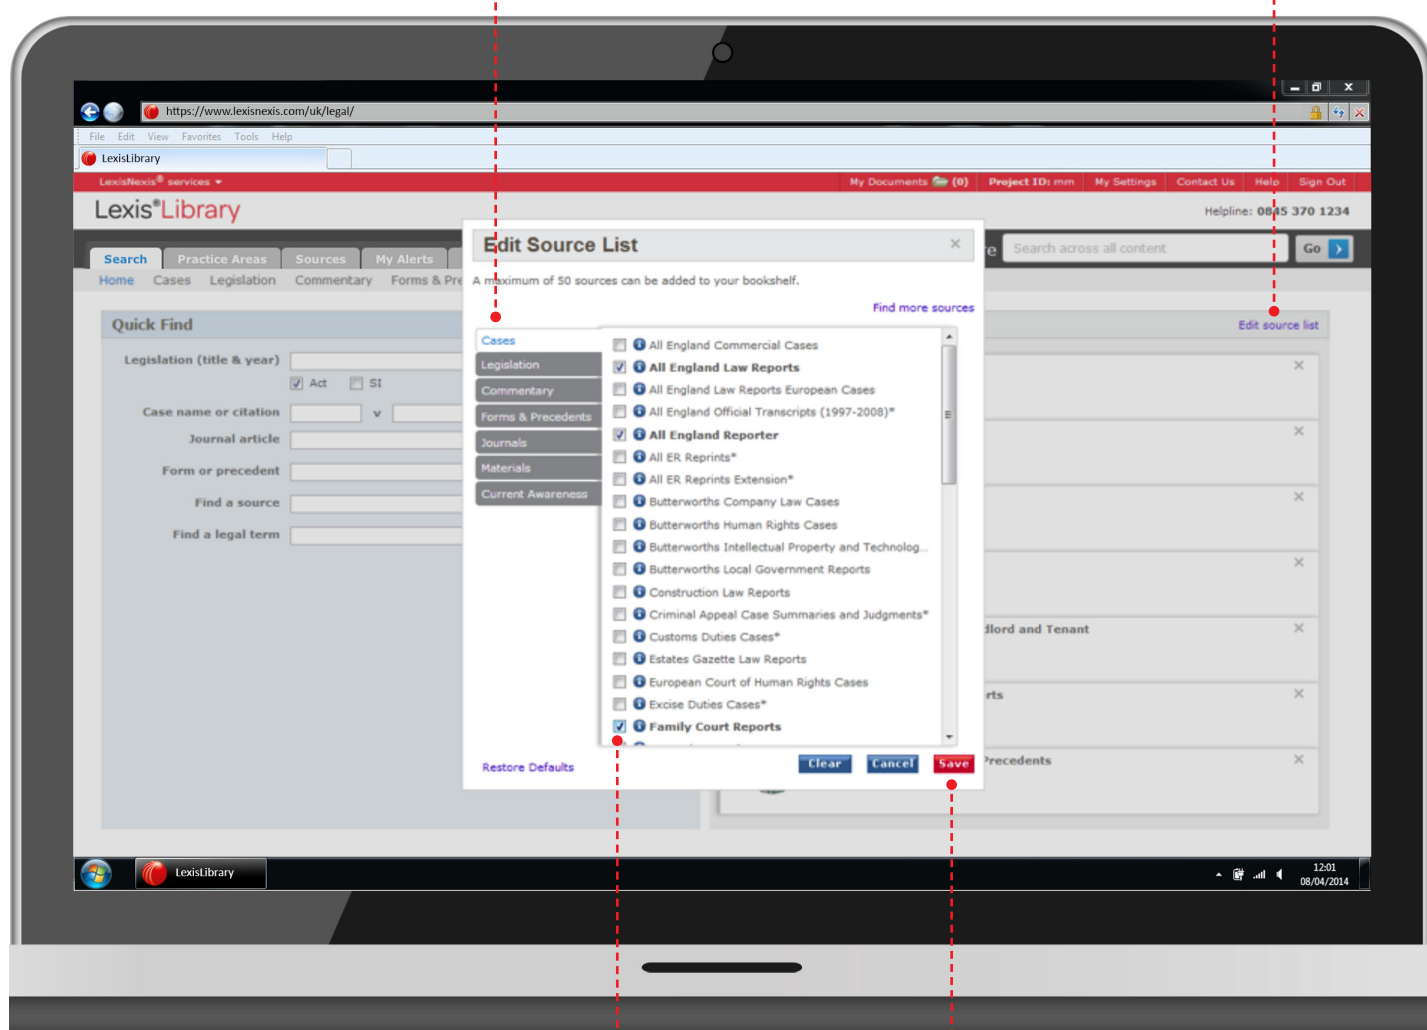 https://www.lexisnexis.com/uk/legal/
File Edit View Favorites Tools Help
LexisLibrary
LexisNexis® services
My Documents (0) Project ID: mm My Settings Contact Us Help Sign Out
Lexis®Library
Helpline: 0845 370 1234
Search Practice Areas Sources My Alerts
Search across all content
Go
Home Cases Legislation Commentary Forms & Pre
Edit Source List
A maximum of 50 sources can be added to your bookshelf.
Find more sources
Quick Find
Edit source list
Legislation (title & year)
Act SI
Case name or citation v
Journal article
Form or precedent
Find a source
Find a legal term
Cases
Legislation
Commentary
Forms & Precedents
Journals
Materials
Current Awareness
All England Commercial Cases
All England Law Reports
All England Law Reports European Cases
All England Official Transcripts (1997-2008)*
All England Reporter
All ER Reprints*
All ER Reprints Extension*
Butterworths Company Law Cases
Butterworths Human Rights Cases
Butterworths Intellectual Property and Technolog...
Butterworths Local Government Reports
Construction Law Reports
Criminal Appeal Case Summaries and Judgments*
Customs Duties Cases*
Estates Gazette Law Reports
European Court of Human Rights Cases
Excise Duties Cases*
Family Court Reports
Restore Defaults
Clear Cancel Save
dlord and Tenant
rts
Precedents
LexisLibrary
12:01
08/04/2014